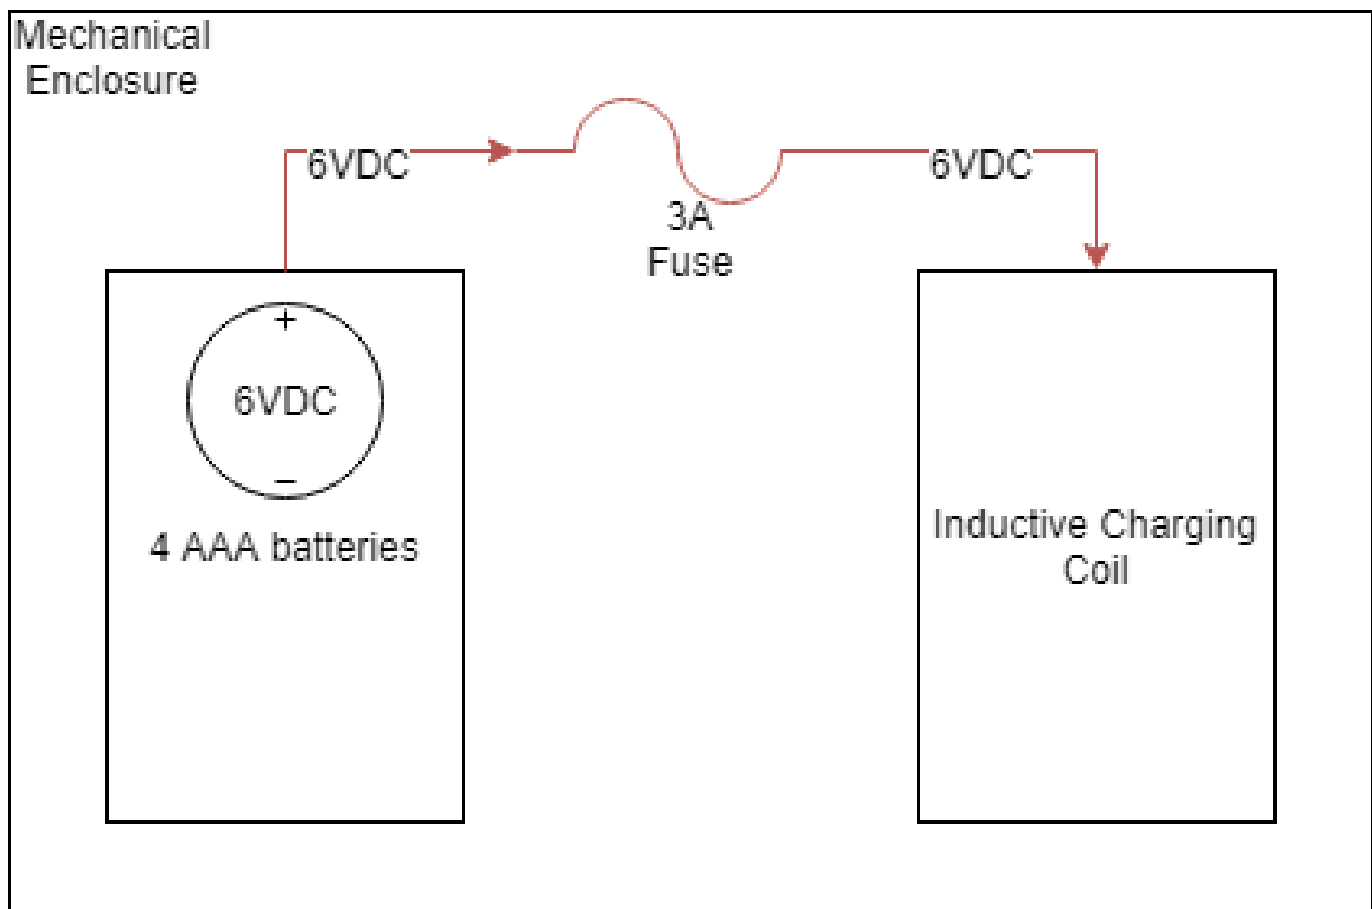 Mechanical
Enclosure
6VDC
6VDC
3A
Fuse
+
6VDC
−
4 AAA batteries
Inductive Charging
Coil